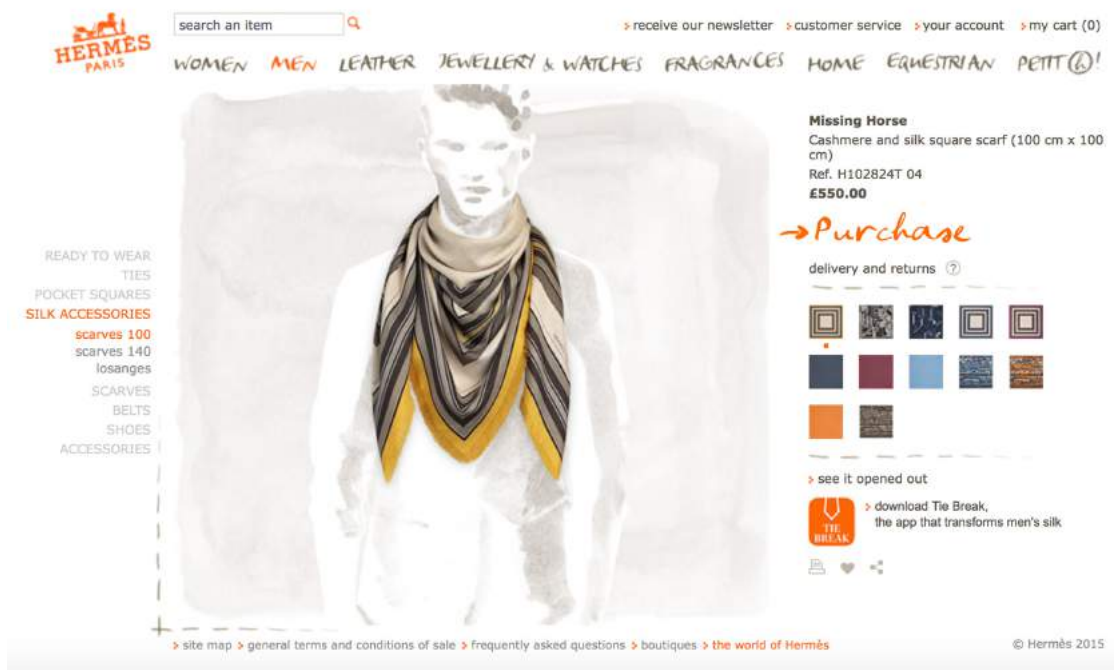 HERMÈS
PARIS
search an item
receive our newsletter customer service your account my cart (0)
WOMEN MEN LEATHER JEWELLERY & WATCHES FRAGRANCES HOME EQUESTRIAN PETIT h !
Missing Horse
Cashmere and silk square scarf (100 cm x 100
cm)
Ref. H102824T 04
£550.00
Purchase
delivery and returns ?
READY TO WEAR
TIES
POCKET SQUARES
SILK ACCESSORIES
scarves 100
scarves 140
losanges
SCARVES
BELTS
SHOES
ACCESSORIES
see it opened out
TIE
BREAK
download Tie Break,
the app that transforms men's silk
site map general terms and conditions of sale frequently asked questions boutiques the world of Hermès
© Hermès 2015